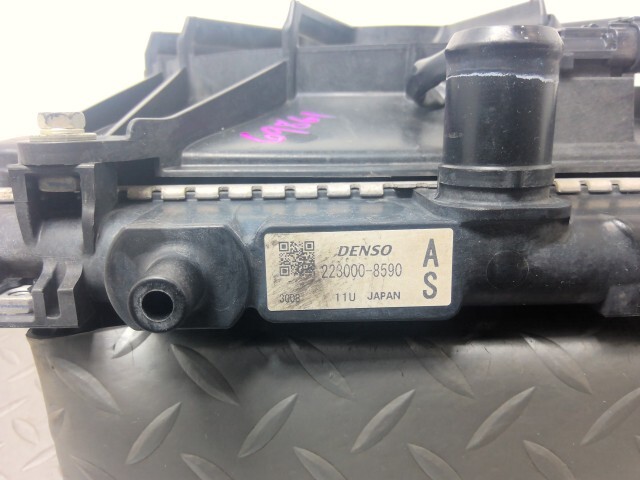 DENSO
228000-8590
3008 11U JAPAN
A
S